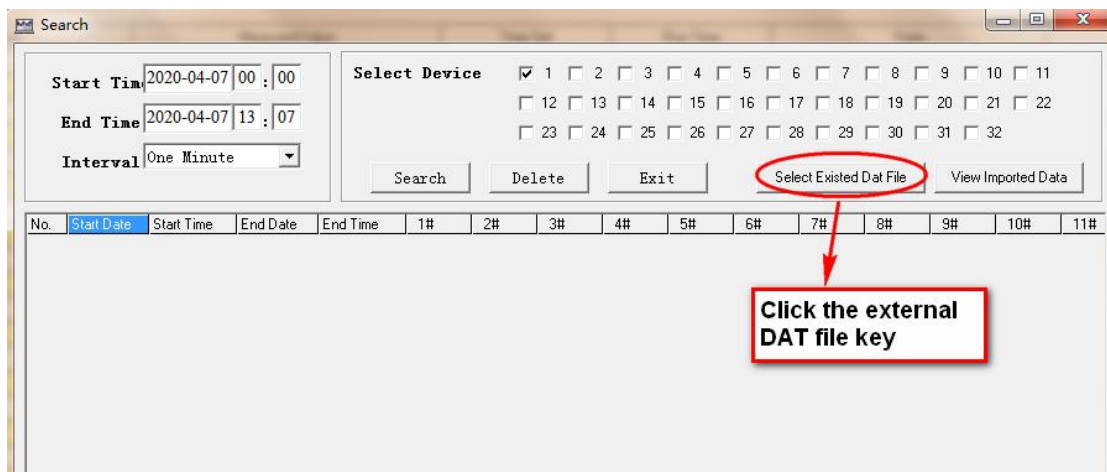 Search
Start Tim 2020-04-07 00 : 00
End Time 2020-04-07 13 : 07
Interval One Minute
Select Device 1 2 3 4 5 6 7 8 9 10 11
12 13 14 15 16 17 18 19 20 21 22
23 24 25 26 27 28 29 30 31 32
Search Delete Exit Select Existed Dat File View Imported Data
No. Start Date Start Time End Date End Time 1# 2# 3# 4# 5# 6# 7# 8# 9# 10# 11#
Click the external
DAT file key